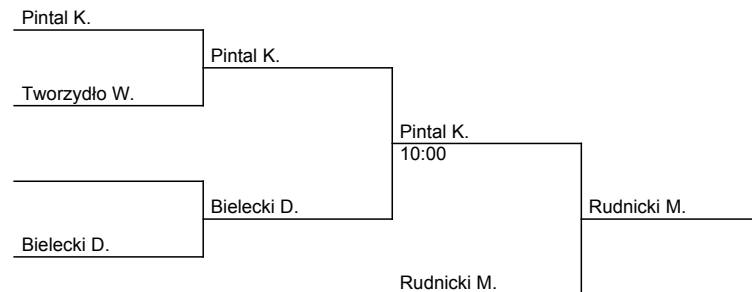 Pintal K.
Pintal K.
Tworzydło W.
Pintal K.
10:00
Bielecki D.
Rudnicki M.
Bielecki D.
Rudnicki M.